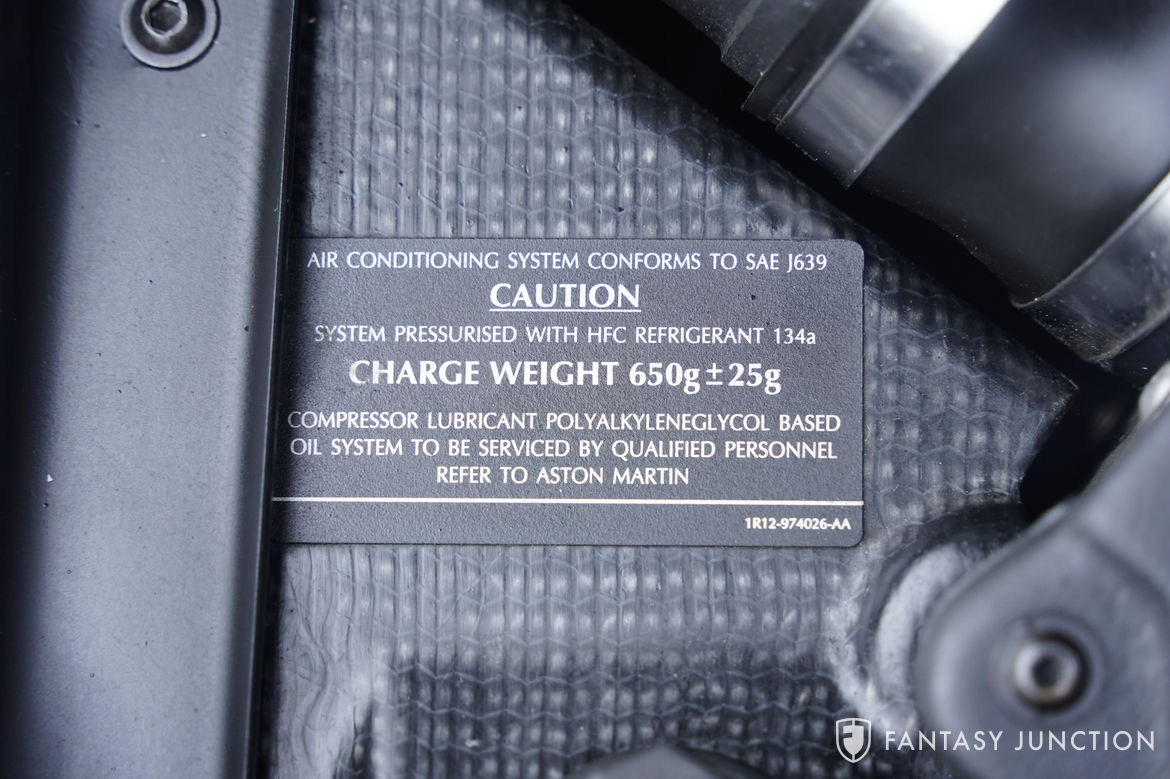 AIR CONDITIONING SYSTEM CONFORMS TO SAE J639
CAUTION
SYSTEM PRESSURISED WITH HFC REFRIGERANT 134a
CHARGE WEIGHT 650g±25g
COMPRESSOR LUBRICANT POLYALKYLENEGLYCOL BASED
OIL SYSTEM TO BE SERVICED BY QUALIFIED PERSONNEL
REFER TO ASTON MARTIN
1R12-974026-AA
FANTASY JUNCTION